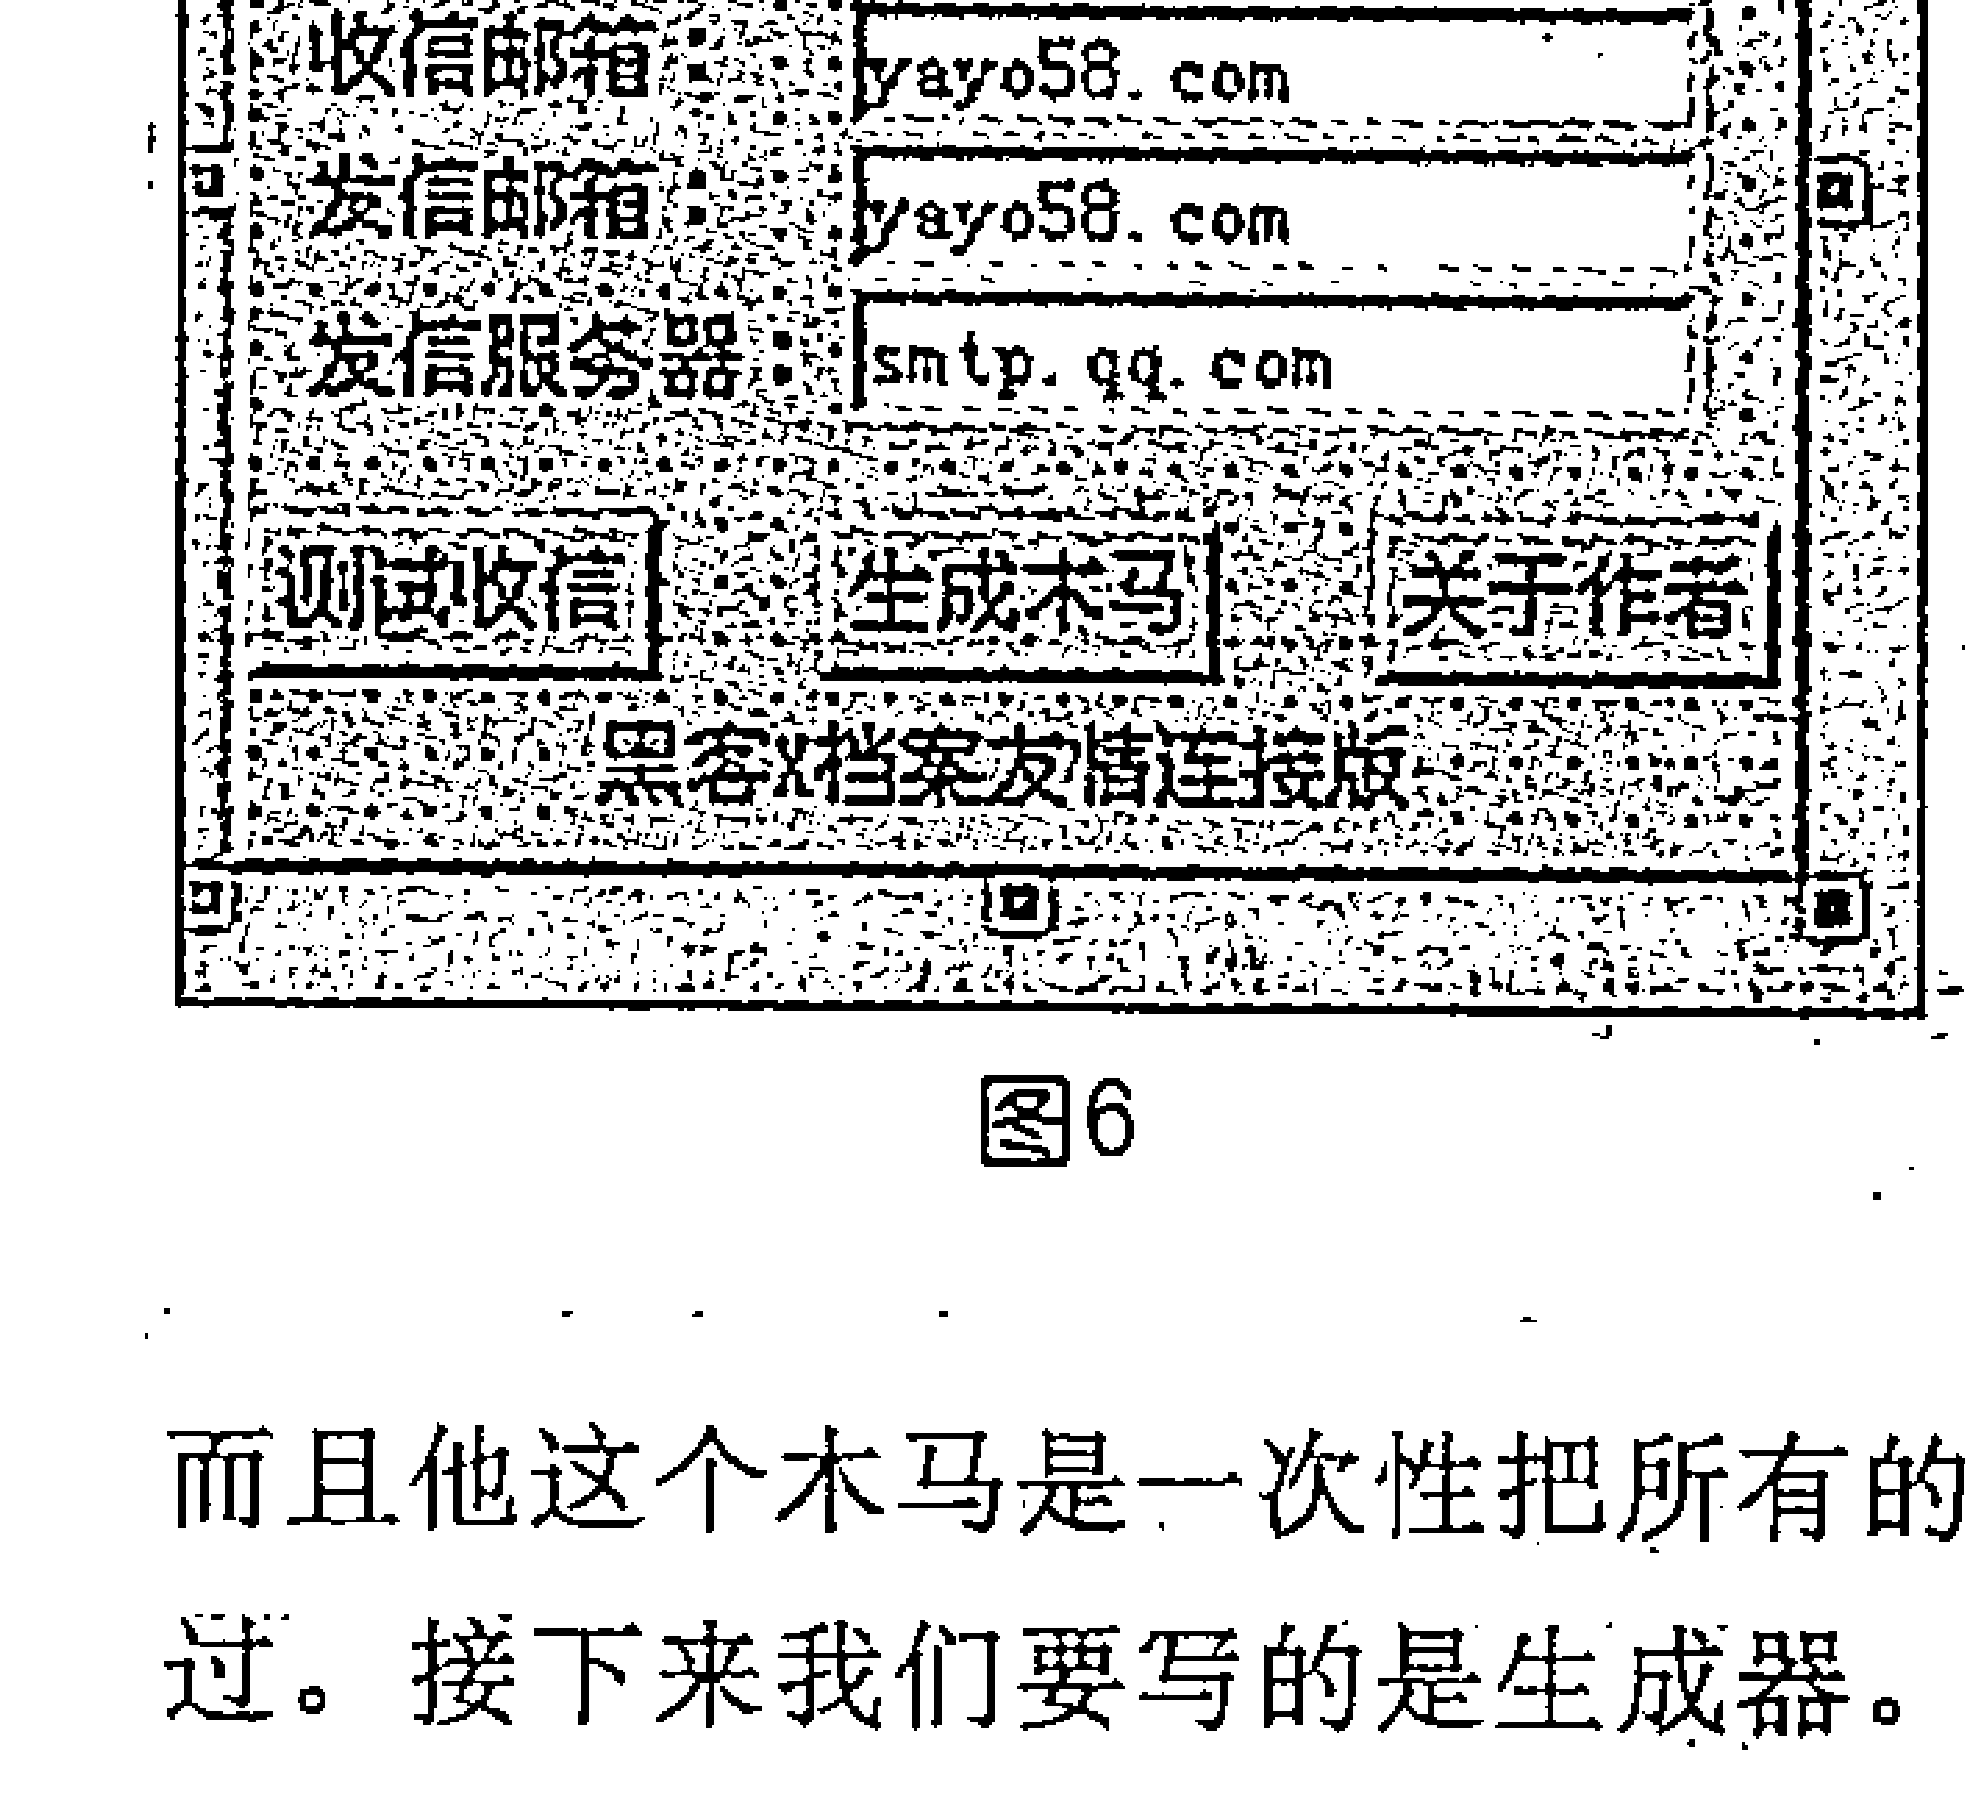 收信邮箱： yayo58.com
发信邮箱： yayo58.com
发信服务器： smtp.qq.com
测试收信 生成木马 关于作者
黑客X档案友情连接版
图6
而且他这个木马是一次性把所有的
过。接下来我们要写的是生成器。